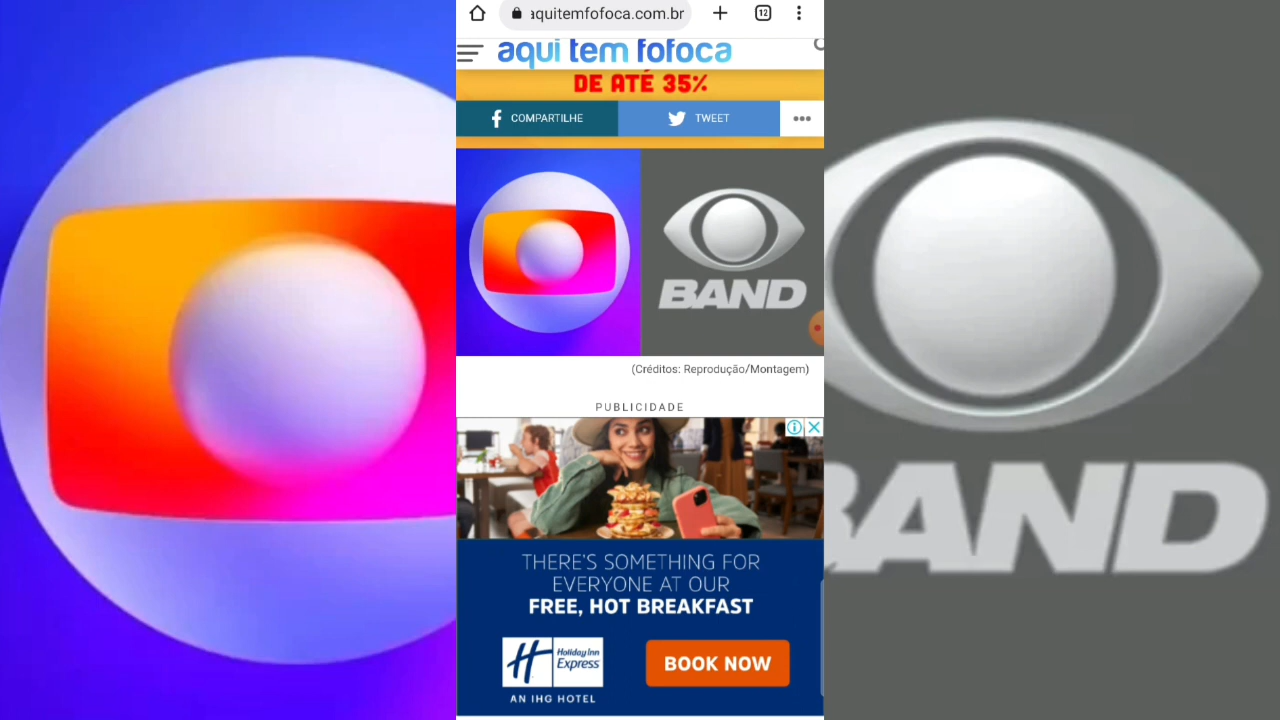 aquitemfofoca.com.br
12
aqui tem fofoca
DE ATÉ 35%
COMPARTILHE
TWEET
BAND
(Créditos: Reprodução/Montagem)
PUBLICIDADE
THERE'S SOMETHING FOR
EVERYONE AT OUR
FREE, HOT BREAKFAST
Holiday Inn
Express
BOOK NOW
AN IHG HOTEL
BAND